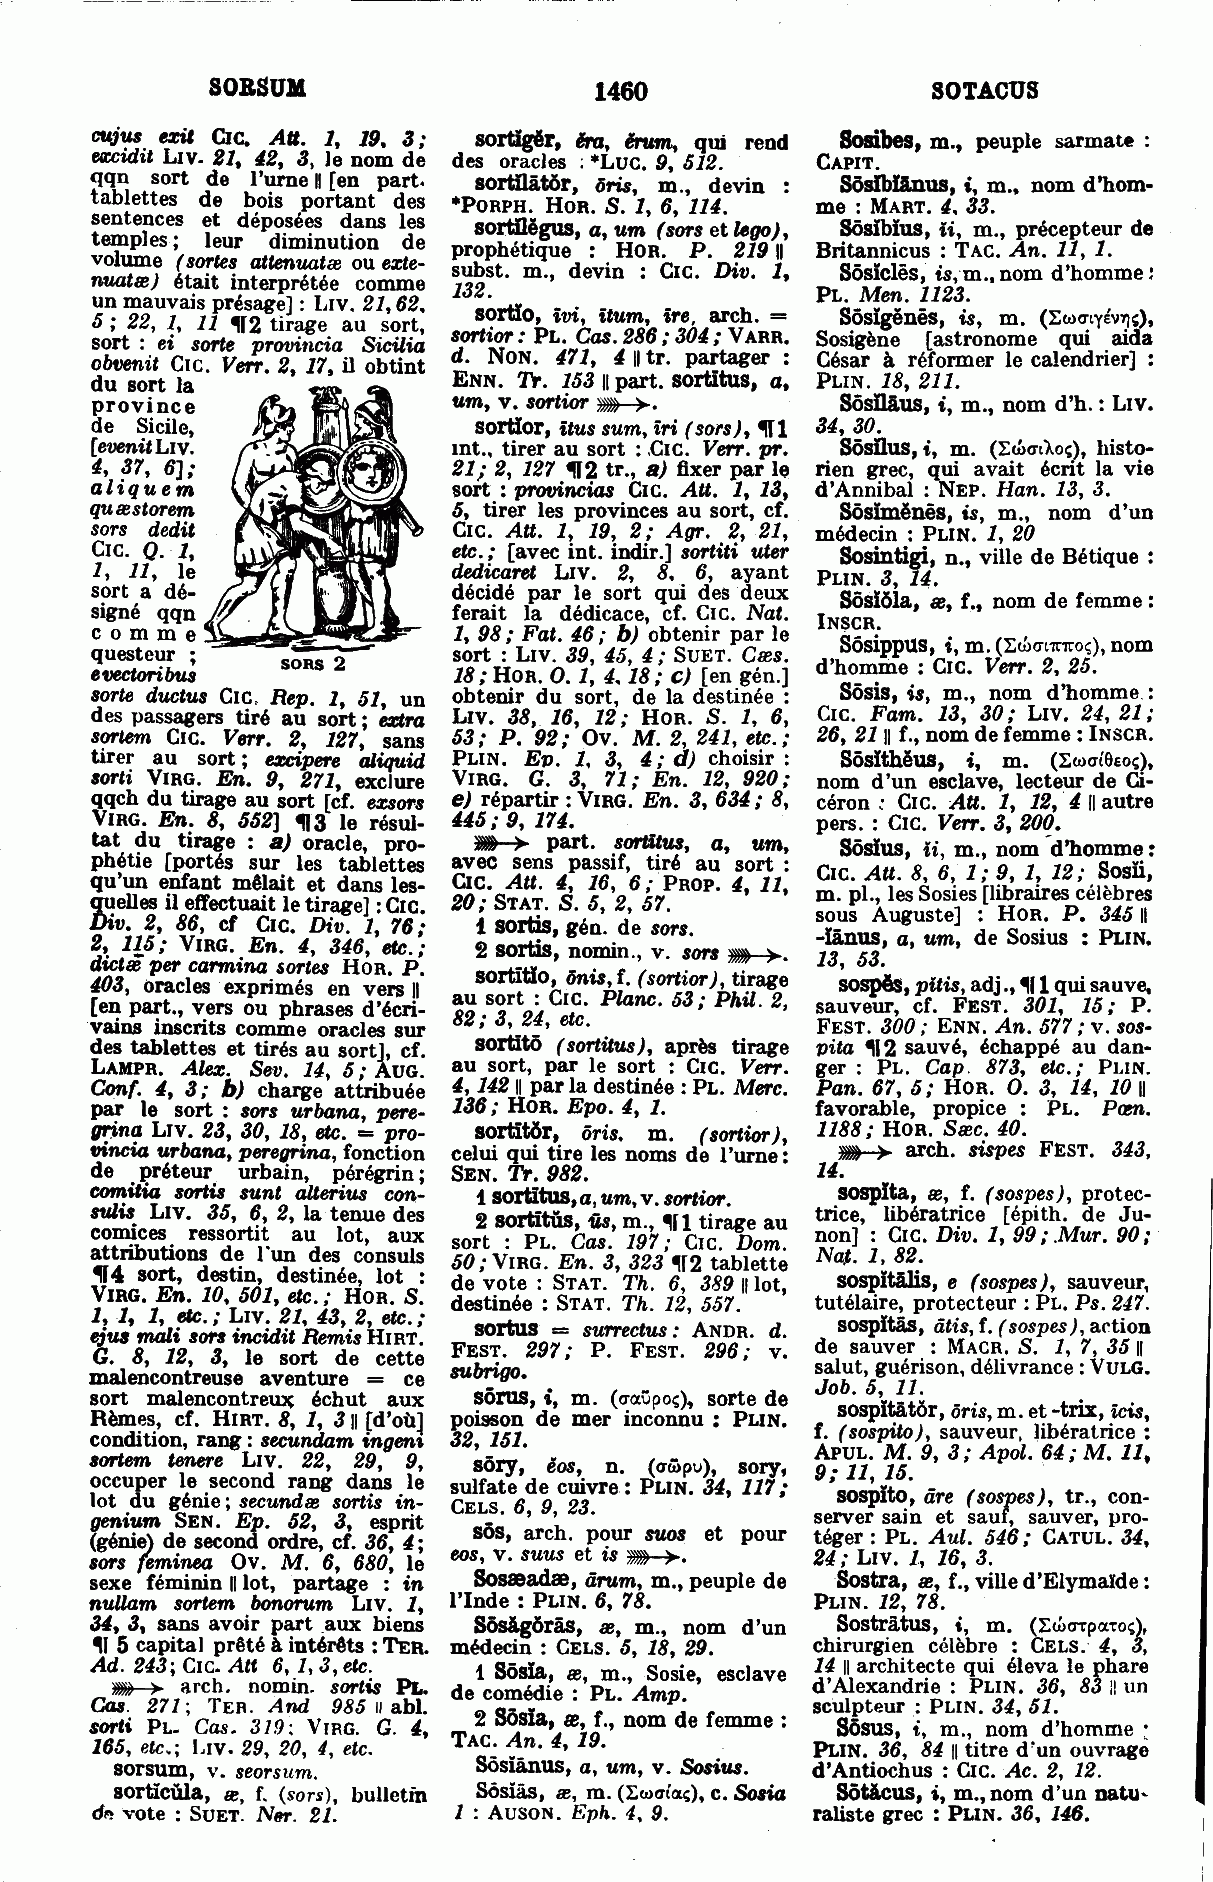 SORSUM
1460
SOTACUS
cujus exit CIC. Att. 1, 19, 3;
excidit LIV. 21, 42, 3, le nom de
qqn sort de l'urne ‖ [en part.
tablettes de bois portant des
sentences et déposées dans les
temples; leur diminution de
volume (sortes attenuatæ ou exte-
nuatæ) était interprétée comme
un mauvais présage] : LIV. 21, 62,
5 ; 22, 1, 11 ¶2 tirage au sort,
sort : ei sorte provincia Sicilia
obvenit CIC. Verr. 2, 17, il obtint
du sort la
province
de Sicile,
[evenit LIV.
4, 37, 6];
aliquem
quæstorem
sors dedit
CIC. Q. 1,
1, 11, le
sort a dé-
signé qqn
comme
questeur ;
evectoribus
SORS 2
sorte ductus CIC. Rep. 1, 51, un
des passagers tiré au sort; extra
sortem CIC. Verr. 2, 127, sans
tirer au sort; excipere aliquid
sorti VIRG. En. 9, 271, exclure
qqch du tirage au sort [cf. exsors
VIRG. En. 8, 552] ¶3 le résul-
tat du tirage : a) oracle, pro-
phétie [portés sur les tablettes
qu'un enfant mêlait et dans les-
quelles il effectuait le tirage] : CIC.
Div. 2, 86, cf CIC. Div. 1, 76;
2, 115; VIRG. En. 4, 346, etc.;
dictæ per carmina sortes HOR. P.
403, oracles exprimés en vers ‖
[en part., vers ou phrases d'écri-
vains inscrits comme oracles sur
des tablettes et tirés au sort], cf.
LAMPR. Alex. Sev. 14, 5; AUG.
Conf. 4, 3; b) charge attribuée
par le sort : sors urbana, pere-
grina LIV. 23, 30, 18, etc. = pro-
vincia urbana, peregrina, fonction
de préteur urbain, pérégrin;
comitia sortis sunt alterius con-
sulis LIV. 35, 6, 2, la tenue des
comices ressortit au lot, aux
attributions de l'un des consuls
¶4 sort, destin, destinée, lot :
VIRG. En. 10, 501, etc.; HOR. S.
1, 1, 1, etc.; LIV. 21, 43, 2, etc.;
ejus mali sors incidit Remis HIRT.
G. 8, 12, 3, le sort de cette
malencontreuse aventure = ce
sort malencontreux échut aux
Rèmes, cf. HIRT. 8, 1, 3 ‖ [d'où]
condition, rang : secundam ingeni
sortem tenere LIV. 22, 29, 9,
occuper le second rang dans le
lot du génie; secundæ sortis in-
genium SEN. Ep. 52, 3, esprit
(génie) de second ordre, cf. 36, 4;
sors feminea OV. M. 6, 680, le
sexe féminin ‖ lot, partage : in
nullam sortem bonorum LIV. 1,
34, 3, sans avoir part aux biens
¶ 5 capital prêté à intérêts : TER.
Ad. 243; CIC. Att 6, 1, 3, etc.
⟶ arch. nomin. sortis PL.
Cas. 271; TER. And 985 ‖ abl.
sorti PL. Cas. 319; VIRG. G. 4,
165, etc.; LIV. 29, 20, 4, etc.
sorsum, v. seorsum.
sortĭcŭla, æ, f. (sors), bulletin
de vote : SUET. Ner. 21.
sortĭgĕr, ĕra, ĕrum, qui rend
des oracles : *LUC. 9, 512.
sortĭlātŏr, ōris, m., devin :
*PORPH. HOR. S. 1, 6, 114.
sortĭlĕgus, a, um (sors et lego),
prophétique : HOR. P. 219 ‖
subst. m., devin : CIC. Div. 1,
132.
sortĭo, īvi, ītum, īre, arch. =
sortior : PL. Cas. 286; 304; VARR.
d. NON. 471, 4 ‖ tr. partager :
ENN. Tr. 153 ‖ part. sortītus, a,
um, v. sortior ⟶.
sortĭor, ītus sum, īri (sors), ¶1
int., tirer au sort : CIC. Verr. pr.
21; 2, 127 ¶2 tr., a) fixer par le
sort : provincias CIC. Att. 1, 13,
5, tirer les provinces au sort, cf.
CIC. Att. 1, 19, 2; Agr. 2, 21,
etc.; [avec int. indir.] sortiti uter
dedicaret LIV. 2, 8, 6, ayant
décidé par le sort qui des deux
ferait la dédicace, cf. CIC. Nat.
1, 98; Fat. 46; b) obtenir par le
sort : LIV. 39, 45, 4; SUET. Cæs.
18; HOR. O. 1, 4, 18; c) [en gén.]
obtenir du sort, de la destinée :
LIV. 38, 16, 12; HOR. S. 1, 6,
53; P. 92; OV. M. 2, 241, etc.;
PLIN. Ep. 1, 3, 4; d) choisir :
VIRG. G. 3, 71; En. 12, 920;
e) répartir : VIRG. En. 3, 634; 8,
445; 9, 174.
⟶ part. sortītus, a, um,
avec sens passif, tiré au sort :
CIC. Att. 4, 16, 6; PROP. 4, 11,
20; STAT. S. 5, 2, 57.
1 sortis, gén. de sors.
2 sortis, nomin., v. sors ⟶.
sortītĭo, ōnis, f. (sortior), tirage
au sort : CIC. Planc. 53; Phil. 2,
82; 3, 24, etc.
sortītō (sortitus), après tirage
au sort, par le sort : CIC. Verr.
4, 142 ‖ par la destinée : PL. Merc.
136; HOR. Epo. 4, 1.
sortītŏr, ōris, m. (sortior),
celui qui tire les noms de l'urne :
SEN. Tr. 982.
1 sortītus, a, um, v. sortior.
2 sortītŭs, ūs, m., ¶1 tirage au
sort : PL. Cas. 197; CIC. Dom.
50; VIRG. En. 3, 323 ¶2 tablette
de vote : STAT. Th. 6, 389 ‖ lot,
destinée : STAT. Th. 12, 557.
sortus = surrectus : ANDR. d.
FEST. 297; P. FEST. 296; v.
subrigo.
sōrus, i, m. (σαῦρος), sorte de
poisson de mer inconnu : PLIN.
32, 151.
sōry, ĕos, n. (σῶρυ), sory,
sulfate de cuivre : PLIN. 34, 117;
CELS. 6, 9, 23.
sōs, arch. pour suos et pour
eos, v. suus et is ⟶.
Sosæadæ, ārum, m., peuple de
l'Inde : PLIN. 6, 78.
Sōsăgŏrās, æ, m., nom d'un
médecin : CELS. 5, 18, 29.
1 Sōsĭa, æ, m., Sosie, esclave
de comédie : PL. Amp.
2 Sōsĭa, æ, f., nom de femme :
TAC. An. 4, 19.
Sōsĭānus, a, um, v. Sosius.
Sōsĭās, æ, m. (Σωσίας), c. Sosia
1 : AUSON. Eph. 4, 9.
Sosibes, m., peuple sarmate :
CAPIT.
Sōsĭbĭānus, i, m., nom d'hom-
me : MART. 4, 33.
Sōsĭbĭus, ĭi, m., précepteur de
Britannicus : TAC. An. 11, 1.
Sōsĭclēs, is, m., nom d'homme :
PL. Men. 1123.
Sōsĭgĕnēs, is, m. (Σωσιγένης),
Sosigène [astronome qui aida
César à réformer le calendrier] :
PLIN. 18, 211.
Sōsĭlāus, i, m., nom d'h. : LIV.
34, 30.
Sōsĭlus, i, m. (Σώσιλος), histo-
rien grec, qui avait écrit la vie
d'Annibal : NEP. Han. 13, 3.
Sōsĭmĕnēs, is, m., nom d'un
médecin : PLIN. 1, 20
Sosintigi, n., ville de Bétique :
PLIN. 3, 14.
Sōsĭŏla, æ, f., nom de femme :
INSCR.
Sōsippus, i, m. (Σώσιππος), nom
d'homme : CIC. Verr. 2, 25.
Sōsis, is, m., nom d'homme :
CIC. Fam. 13, 30; LIV. 24, 21;
26, 21 ‖ f., nom de femme : INSCR.
Sōsĭthĕus, i, m. (Σωσίθεος),
nom d'un esclave, lecteur de Ci-
céron : CIC. Att. 1, 12, 4 ‖ autre
pers. : CIC. Verr. 3, 200.
Sōsĭus, ĭi, m., nom d'homme :
CIC. Att. 8, 6, 1; 9, 1, 12; Sosĭi,
m. pl., les Sosies [libraires célèbres
sous Auguste] : HOR. P. 345 ‖
-ĭānus, a, um, de Sosius : PLIN.
13, 53.
sospĕs, pĭtis, adj., ¶1 qui sauve,
sauveur, cf. FEST. 301, 15; P.
FEST. 300; ENN. An. 577; v. sos-
pita ¶2 sauvé, échappé au dan-
ger : PL. Cap. 873, etc.; PLIN.
Pan. 67, 5; HOR. O. 3, 14, 10 ‖
favorable, propice : PL. Pœn.
1188; HOR. Sæc. 40.
⟶ arch. sispes FEST. 343,
14.
sospĭta, æ, f. (sospes), protec-
trice, libératrice [épith. de Ju-
non] : CIC. Div. 1, 99; Mur. 90;
Nat. 1, 82.
sospĭtālis, e (sospes), sauveur,
tutélaire, protecteur : PL. Ps. 247.
sospĭtās, ātis, f. (sospes), action
de sauver : MACR. S. 1, 7, 35 ‖
salut, guérison, délivrance : VULG.
Job. 5, 11.
sospĭtātŏr, ōris, m. et -trix, īcis,
f. (sospito), sauveur, libératrice :
APUL. M. 9, 3; Apol. 64; M. 11,
9; 11, 15.
sospĭto, āre (sospes), tr., con-
server sain et sauf, sauver, pro-
téger : PL. Aul. 546; CATUL. 34,
24; LIV. 1, 16, 3.
Sostra, æ, f., ville d'Elymaïde :
PLIN. 12, 78.
Sostrātus, i, m. (Σώστρατος),
chirurgien célèbre : CELS. 4, 3,
14 ‖ architecte qui éleva le phare
d'Alexandrie : PLIN. 36, 83 ‖ un
sculpteur : PLIN. 34, 51.
Sōsus, i, m., nom d'homme :
PLIN. 36, 84 ‖ titre d'un ouvrage
d'Antiochus : CIC. Ac. 2, 12.
Sōtăcus, i, m., nom d'un natu-
raliste grec : PLIN. 36, 146.